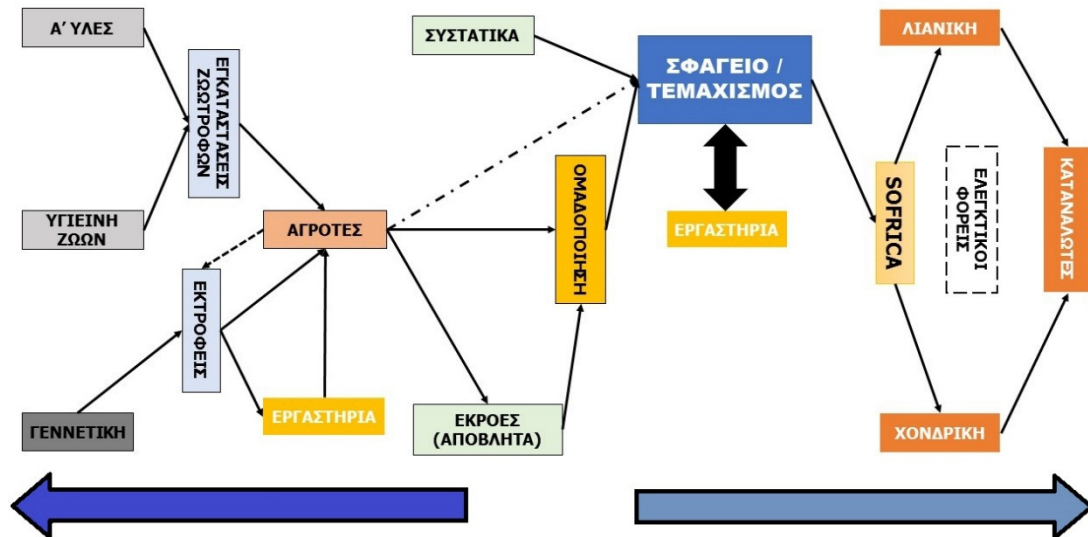 Α’ ΥΛΕΣ
ΥΓΙΕΙΝΗ
ΖΩΩΝ
ΓΕΝΝΕΤΙΚΗ
ΕΓΚΑΤΑΣΤΑΣΕΙΣ
ΖΩΩΤΡΟΦΩΝ
ΕΚΤΡΟΦΕΙΣ
ΑΓΡΟΤΕΣ
ΕΡΓΑΣΤΗΡΙΑ
ΣΥΣΤΑΤΙΚΑ
ΕΚΡΟΕΣ
(ΑΠΟΒΛΗΤΑ)
ΟΜΑΔΟΠΟΙΗΣΗ
ΣΦΑΓΕΙΟ /
ΤΕΜΑΧΙΣΜΟΣ
ΕΡΓΑΣΤΗΡΙΑ
SOFRICA
ΛΙΑΝΙΚΗ
ΕΛΕΓΚΤΙΚΟΙ
ΦΟΡΕΙΣ
ΧΟΝΔΡΙΚΗ
ΚΑΤΑΝΑΛΩΤΕΣ